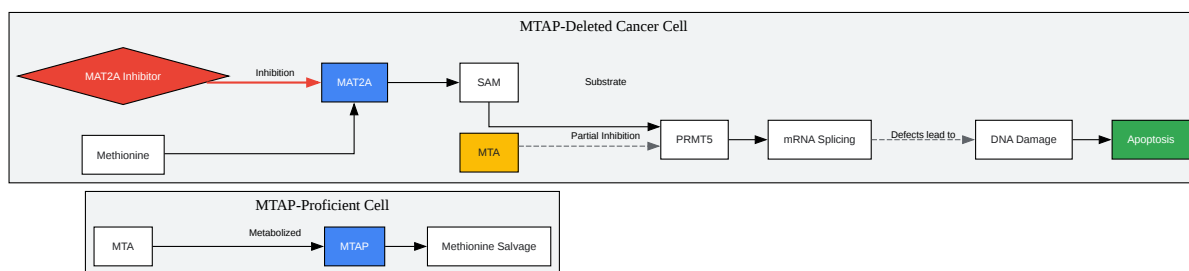 MTAP-Deleted Cancer Cell
MAT2A Inhibitor
Inhibition
MAT2A
SAM
Substrate
Methionine
MTA
Partial Inhibition
PRMT5
mRNA Splicing
Defects lead to
DNA Damage
Apoptosis
MTAP-Proficient Cell
MTA
Metabolized
MTAP
Methionine Salvage